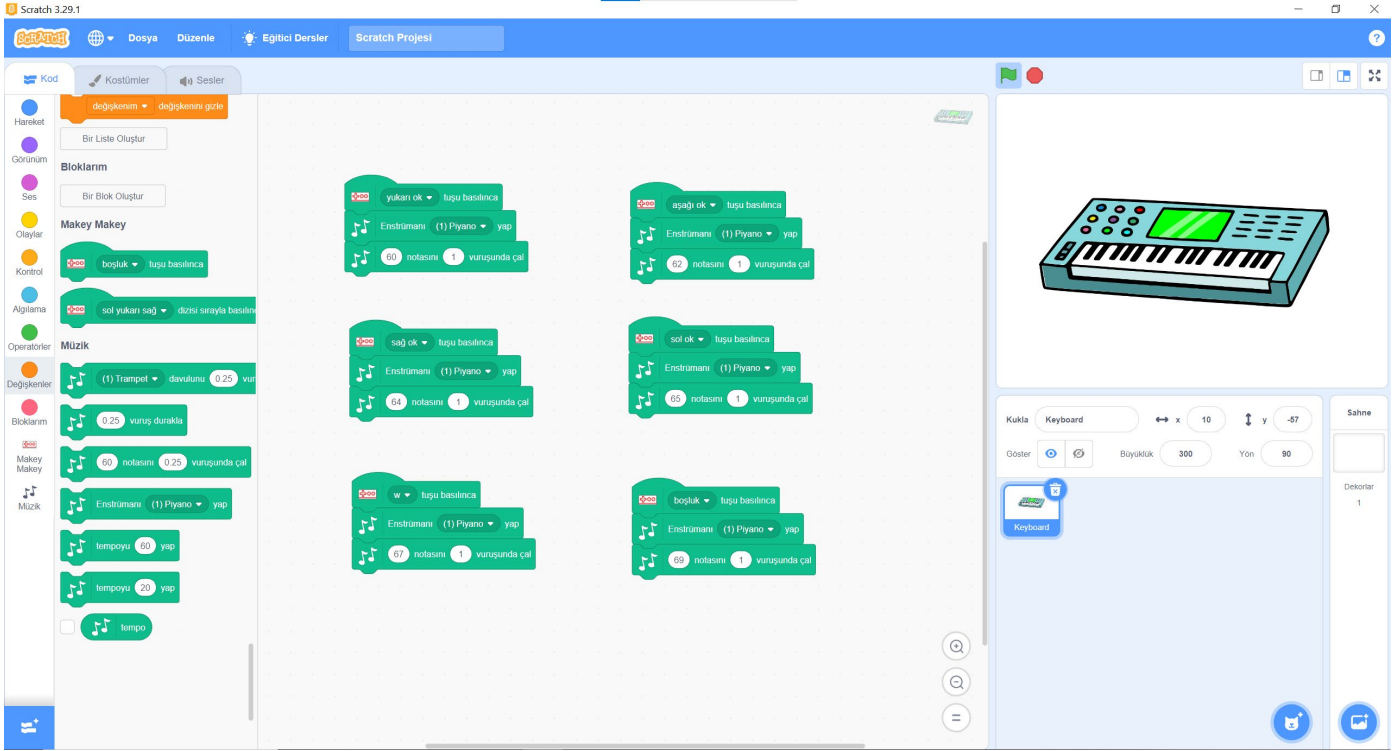 Scratch 3.29.1
SCRATCH Dosya Düzenle Eğitici Dersler Scratch Projesi ?
Kod Kostümler Sesler
Hareket
Görünüm
Ses
Olaylar
Kontrol
Algılama
Operatörler
Değişkenler
Bloklarım
Makey
Makey
Müzik
değişkenim değişkenini gizle
Bir Liste Oluştur
Bloklarım
Bir Blok Oluştur
Makey Makey
boşluk tuşu basılınca
sol yukarı sağ dizisi sırayla
Müzik
(1) Trampet davulunu 0.25
0.25 vuruş durakla
60 notasını 0.25 vuruşunda çal
Enstrümanı (1) Piyano yap
tempoyu 60 yap
tempoyu 20 yap
tempo
yukarı ok tuşu basılınca
Enstrümanı (1) Piyano yap
60 notasını 1 vuruşunda çal
aşağı ok tuşu basılınca
Enstrümanı (1) Piyano yap
62 notasını 1 vuruşunda çal
sağ ok tuşu basılınca
Enstrümanı (1) Piyano yap
64 notasını 1 vuruşunda çal
sol ok tuşu basılınca
Enstrümanı (1) Piyano yap
65 notasını 1 vuruşunda çal
w tuşu basılınca
Enstrümanı (1) Piyano yap
67 notasını 1 vuruşunda çal
boşluk tuşu basılınca
Enstrümanı (1) Piyano yap
69 notasını 1 vuruşunda çal
Kukla Keyboard x 10 y -57
Göster Büyüklük 300 Yön 90
Keyboard
Sahne
Dekorlar
1